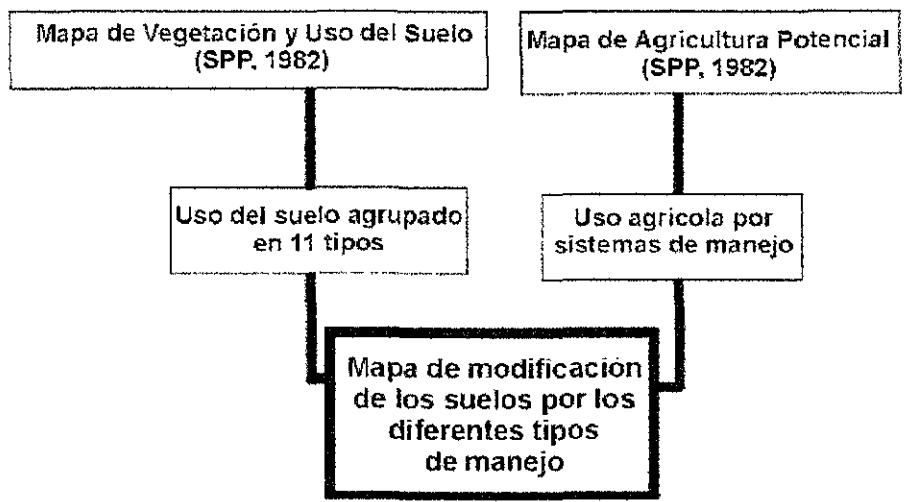 Mapa de Vegetación y Uso del Suelo
(SPP, 1982)
Mapa de Agricultura Potencial
(SPP, 1982)
Uso del suelo agrupado
en 11 tipos
Uso agrícola por
sistemas de manejo
Mapa de modificación
de los suelos por los
diferentes tipos
de manejo